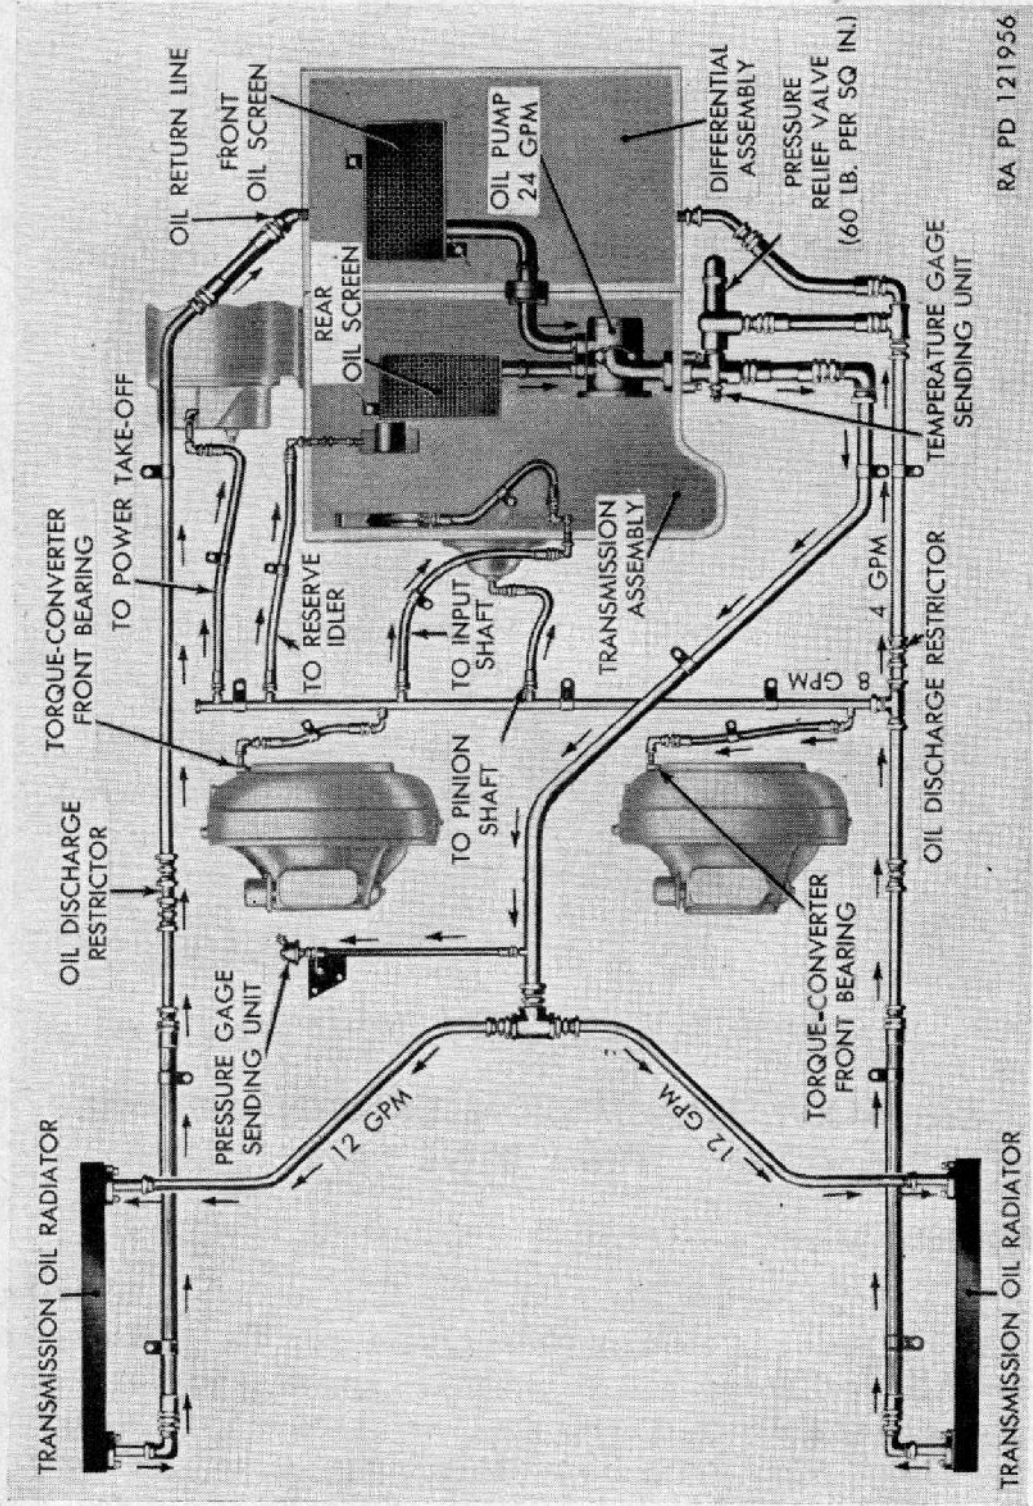 TRANSMISSION OIL RADIATOR
OIL DISCHARGE
RESTRICTOR
TORQUE-CONVERTER
FRONT BEARING
TO POWER TAKE-OFF
OIL RETURN LINE
FRONT
OIL SCREEN
PRESSURE GAGE
SENDING UNIT
12 GPM
TO RESERVE
IDLER
REAR
OIL SCREEN
TO PINION
SHAFT
TO INPUT
SHAFT
OIL PUMP
24 GPM
TRANSMISSION
ASSEMBLY
DIFFERENTIAL
ASSEMBLY
12 GPM
8 GPM
4 GPM
PRESSURE
RELIEF VALVE
(60 LB. PER SQ IN.)
TORQUE-CONVERTER
FRONT BEARING
OIL DISCHARGE RESTRICTOR
TEMPERATURE GAGE
SENDING UNIT
TRANSMISSION OIL RADIATOR
RA PD 121956